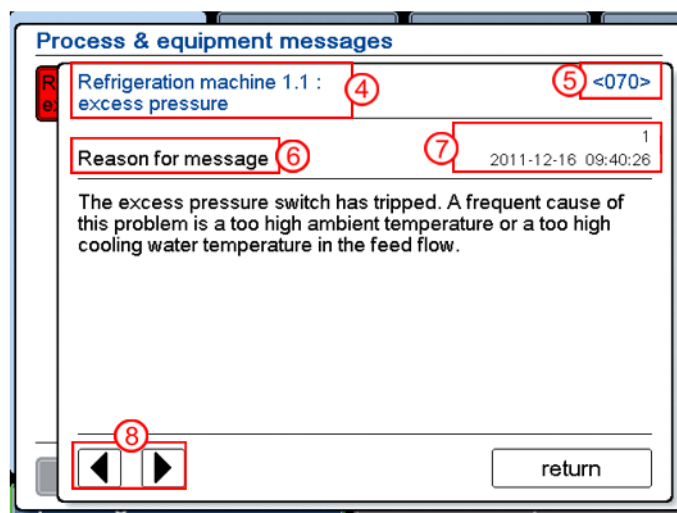 Process & equipment messages
Refrigeration machine 1.1 :
excess pressure
4
5
<070>
Reason for message
6
7
1
2011-12-16 09:40:26
The excess pressure switch has tripped. A frequent cause of
this problem is a too high ambient temperature or a too high
cooling water temperature in the feed flow.
8
return